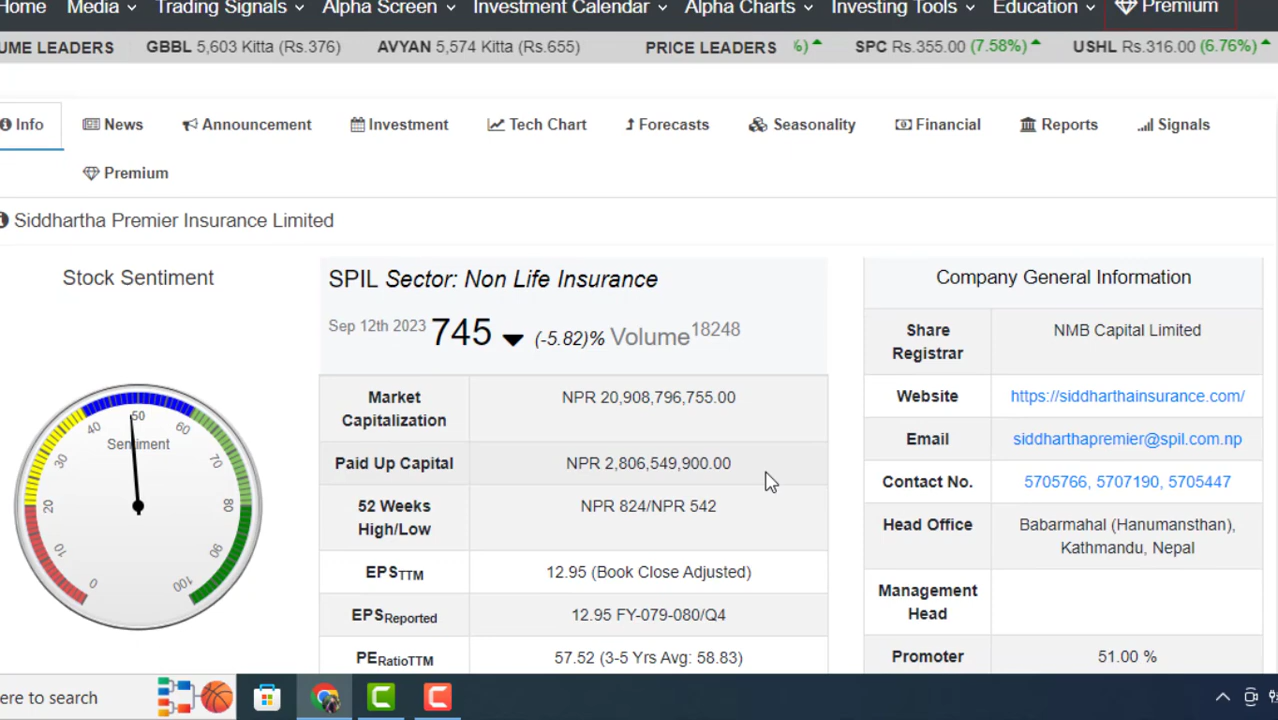 Home Media Trading Signals Alpha Screen Investment Calendar Alpha Charts Investing Tools Education Premium
UME LEADERS GBBL 5,603 Kitta (Rs.376) AVYAN 5,574 Kitta (Rs.655) PRICE LEADERS 6) SPC Rs.355.00 (7.58%) USHL Rs.316.00 (6.76%)
Info News Announcement Investment Tech Chart Forecasts Seasonality Financial Reports Signals
Premium
Siddhartha Premier Insurance Limited
Stock Sentiment
0
10
20
30
40
50
60
70
80
90
100
Sentiment
SPIL Sector: Non Life Insurance
Sep 12th 2023 745 (-5.82)% Volume 18248
Market
Capitalization
NPR 20,908,796,755.00
Paid Up Capital NPR 2,806,549,900.00
52 Weeks
High/Low
NPR 824/NPR 542
EPSTTM 12.95 (Book Close Adjusted)
EPSReported 12.95 FY-079-080/Q4
PERatioTTM 57.52 (3-5 Yrs Avg: 58.83)
Company General Information
Share
Registrar
NMB Capital Limited
Website https://siddharthainsurance.com/
Email siddharthapremier@spil.com.np
Contact No. 5705766, 5707190, 5705447
Head Office Babarmahal (Hanumansthan),
Kathmandu, Nepal
Management
Head
Promoter 51.00 %
ere to search